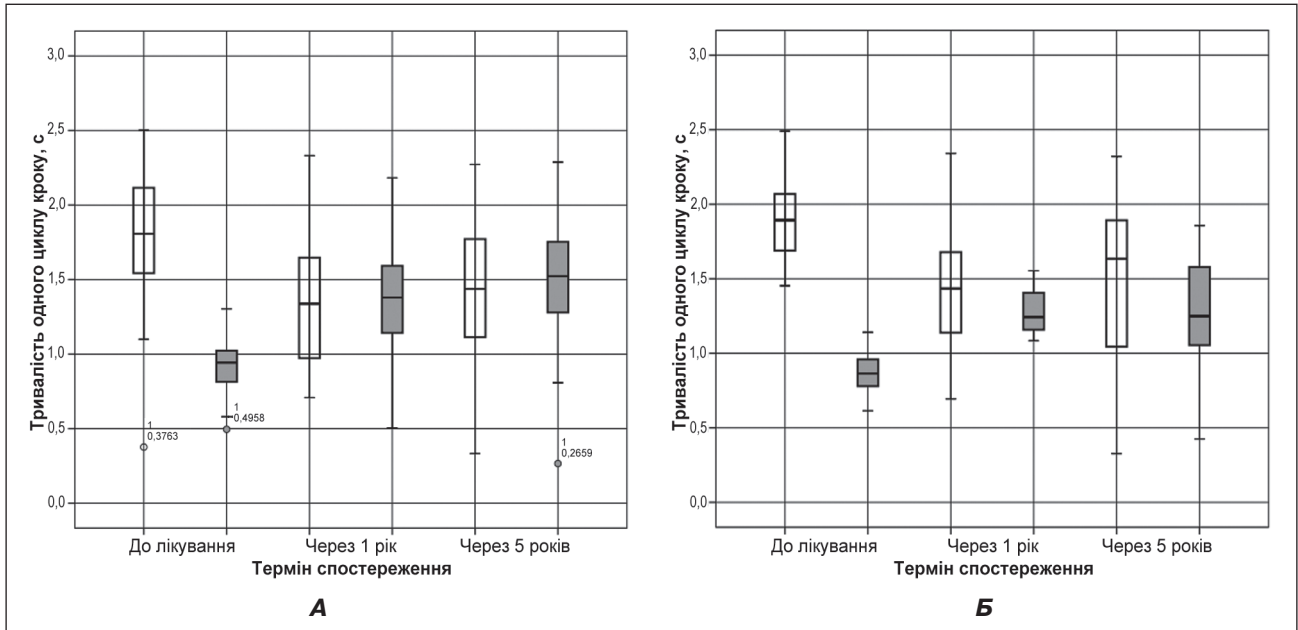 3,0
2,5
2,0
1,5
1,0
0,5
0,0
Тривалість одного циклу кроку, с
1
0,3763
1
0,4958
1
0,2659
До лікування
Через 1 рік
Через 5 років
Термін спостереження
А
3,0
2,5
2,0
1,5
1,0
0,5
0,0
Тривалість одного циклу кроку, с
До лікування
Через 1 рік
Через 5 років
Термін спостереження
Б